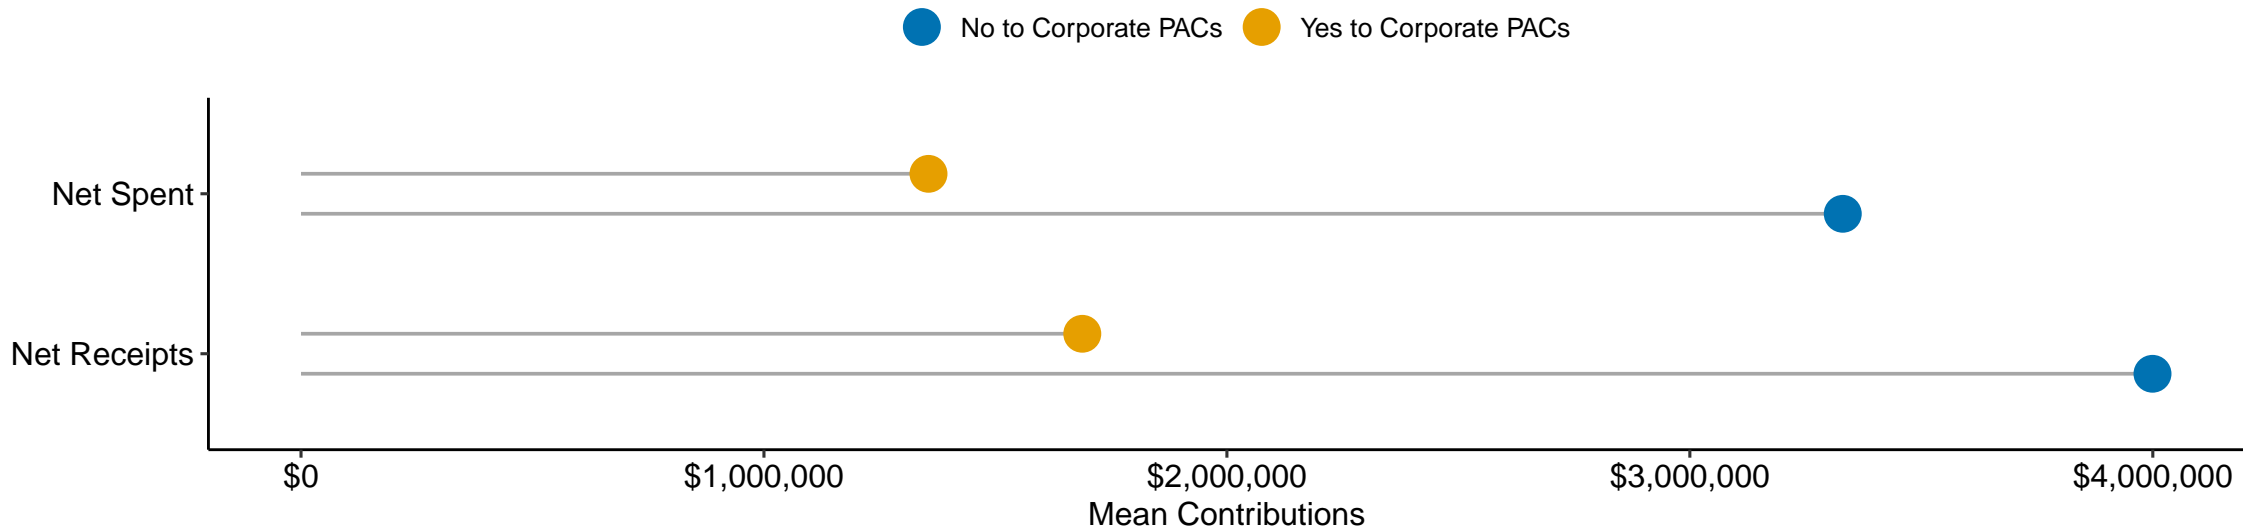 No to Corporate PACs Yes to Corporate PACs
Net Spent
Net Receipts
$0 $1,000,000 $2,000,000 $3,000,000 $4,000,000
Mean Contributions